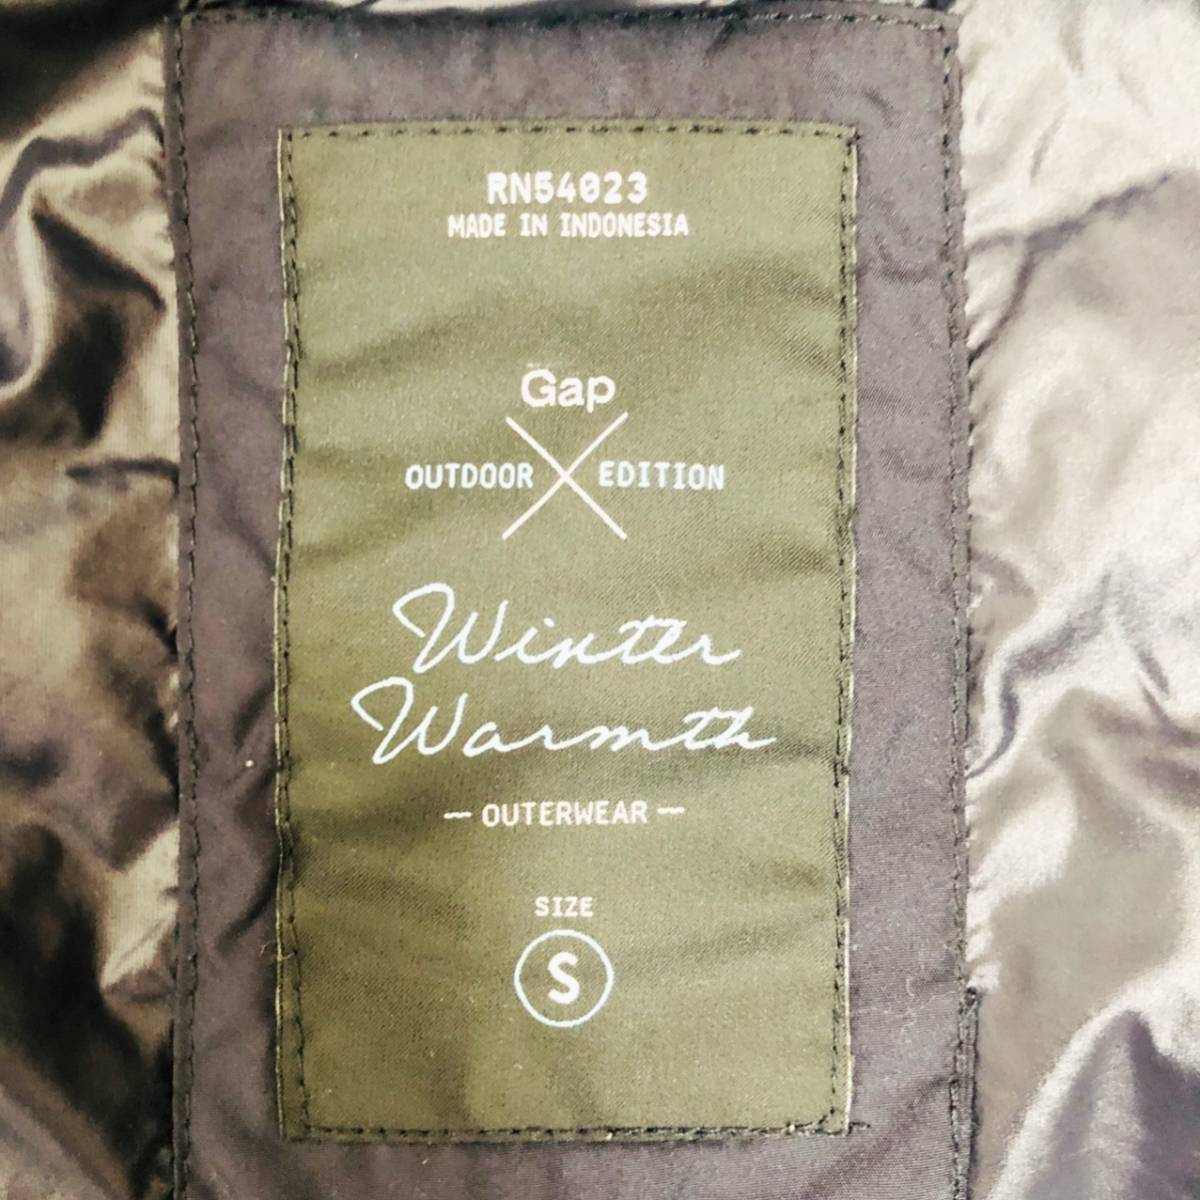 RN54023
MADE IN INDONESIA
Gap
OUTDOOR EDITION
Winter
Warmth
— OUTERWEAR —
SIZE
S